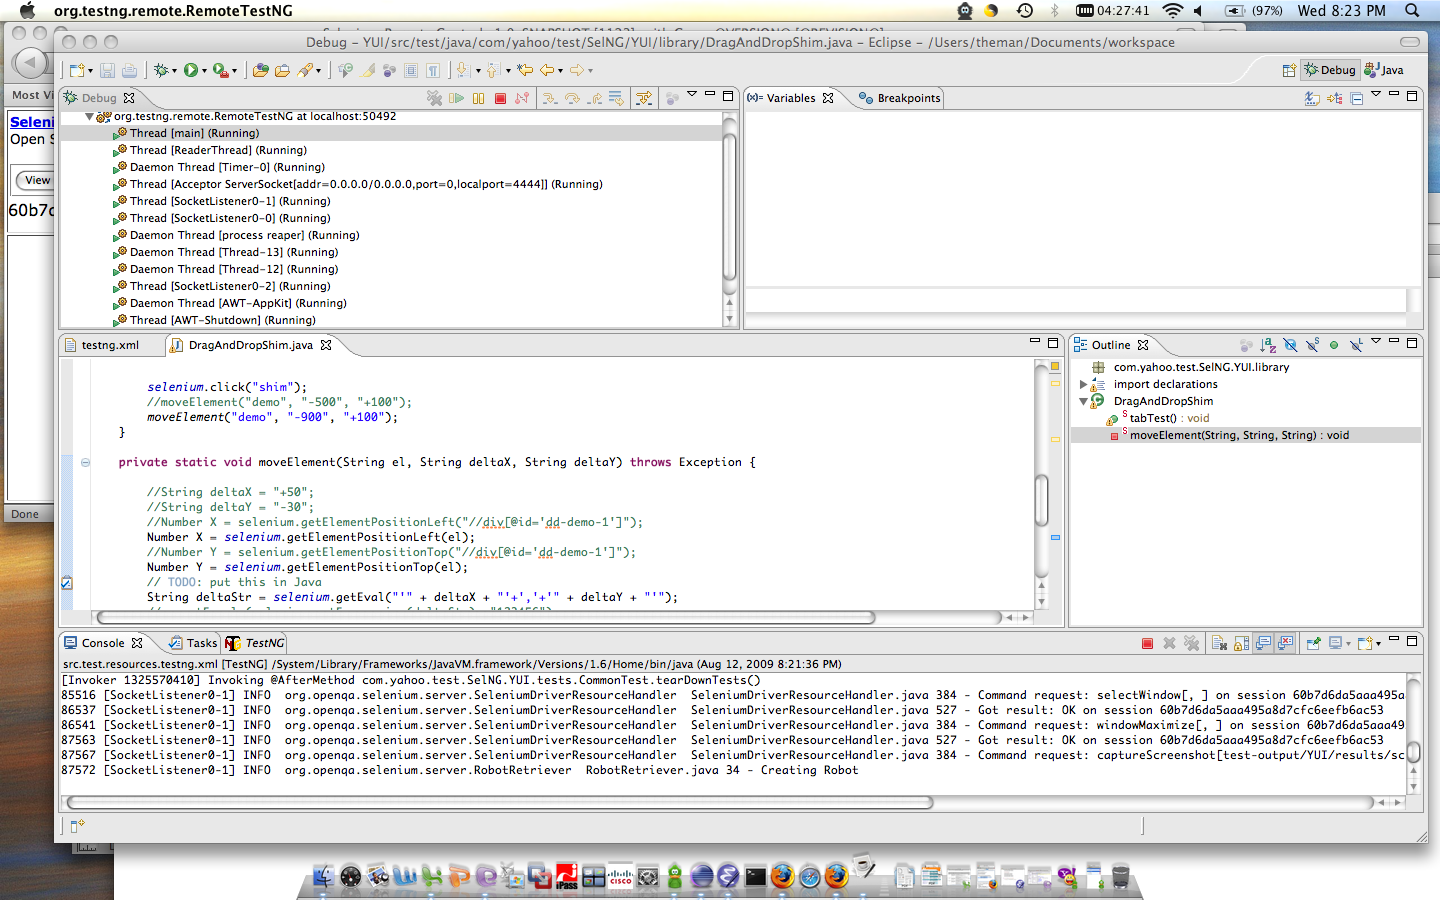 org.testng.remote.RemoteTestNG
04:27:41
(97%)
Wed 8:23 PM
Debug - YUI/src/test/java/com/yahoo/test/SelNG/YUI/library/DragAndDropShim.java - Eclipse - /Users/theman/Documents/workspace
Debug
Java
Most Vi
Debug
Variables
Breakpoints
Seleni
Open S
View
60b7d
Done
org.testng.remote.RemoteTestNG at localhost:50492
Thread [main] (Running)
Thread [ReaderThread] (Running)
Daemon Thread [Timer-0] (Running)
Thread [Acceptor ServerSocket[addr=0.0.0.0/0.0.0.0,port=0,localport=4444]] (Running)
Thread [SocketListener0-1] (Running)
Thread [SocketListener0-0] (Running)
Daemon Thread [process reaper] (Running)
Daemon Thread [Thread-13] (Running)
Daemon Thread [Thread-12] (Running)
Thread [SocketListener0-2] (Running)
Daemon Thread [AWT-AppKit] (Running)
Thread [AWT-Shutdown] (Running)
testng.xml
DragAndDropShim.java
selenium.click("shim");
//moveElement("demo", "-500", "+100");
moveElement("demo", "-900", "+100");
}
private static void moveElement(String el, String deltaX, String deltaY) throws Exception {
//String deltaX = "+50";
//String deltaY = "-30";
//Number X = selenium.getElementPositionLeft("//div[@id='dd-demo-1']");
Number X = selenium.getElementPositionLeft(el);
//Number Y = selenium.getElementPositionTop("//div[@id='dd-demo-1']");
Number Y = selenium.getElementPositionTop(el);
// TODO: put this in Java
String deltaStr = selenium.getEval("'" + deltaX + "'+','+'" + deltaY + "'");
Outline
com.yahoo.test.SelNG.YUI.library
import declarations
DragAndDropShim
tabTest() : void
moveElement(String, String, String) : void
Console
Tasks
TestNG
src.test.resources.testng.xml [TestNG] /System/Library/Frameworks/JavaVM.framework/Versions/1.6/Home/bin/java (Aug 12, 2009 8:21:36 PM)
[Invoker 1325570410] Invoking @AfterMethod com.yahoo.test.SelNG.YUI.tests.CommonTest.tearDownTests()
85516 [SocketListener0-1] INFO org.openqa.selenium.server.SeleniumDriverResourceHandler SeleniumDriverResourceHandler.java 384 - Command request: selectWindow[, ] on session 60b7d6da5aaa495a
86537 [SocketListener0-1] INFO org.openqa.selenium.server.SeleniumDriverResourceHandler SeleniumDriverResourceHandler.java 527 - Got result: OK on session 60b7d6da5aaa495a8d7cfc6eefb6ac53
86541 [SocketListener0-1] INFO org.openqa.selenium.server.SeleniumDriverResourceHandler SeleniumDriverResourceHandler.java 384 - Command request: windowMaximize[, ] on session 60b7d6da5aaa49
87563 [SocketListener0-1] INFO org.openqa.selenium.server.SeleniumDriverResourceHandler SeleniumDriverResourceHandler.java 527 - Got result: OK on session 60b7d6da5aaa495a8d7cfc6eefb6ac53
87567 [SocketListener0-1] INFO org.openqa.selenium.server.SeleniumDriverResourceHandler SeleniumDriverResourceHandler.java 384 - Command request: captureScreenshot[test-output/YUI/results/sc
87572 [SocketListener0-1] INFO org.openqa.selenium.server.RobotRetriever RobotRetriever.java 34 - Creating Robot
iPass
CISCO